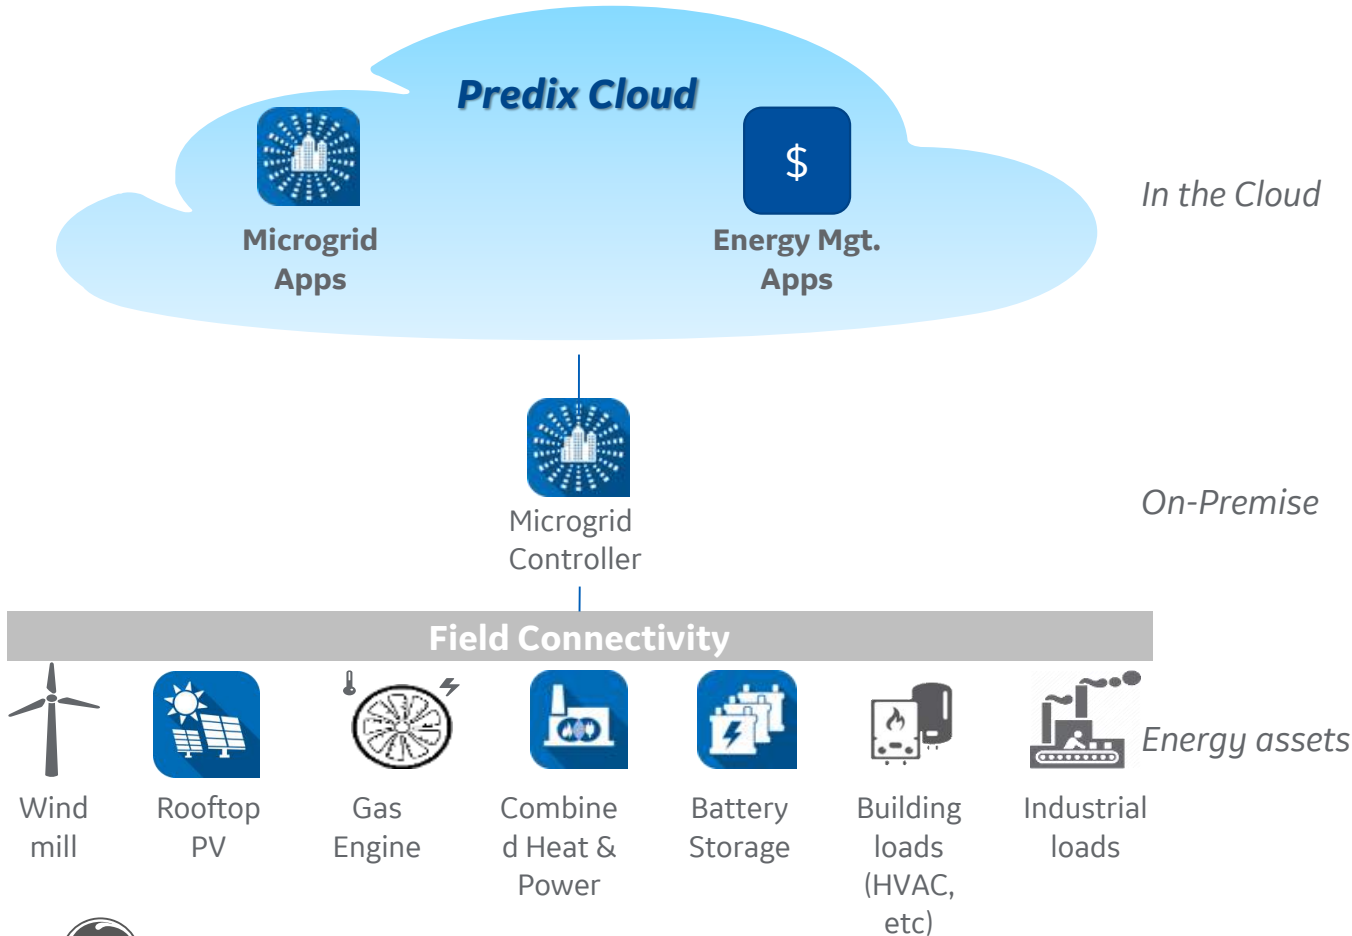 Predix Cloud
$
Microgrid
Apps
Energy Mgt.
Apps
In the Cloud
Microgrid
Controller
On-Premise
Field Connectivity
Energy assets
Wind
mill
Rooftop
PV
Gas
Engine
Combine
d Heat &
Power
Battery
Storage
Building
loads
(HVAC,
etc)
Industrial
loads